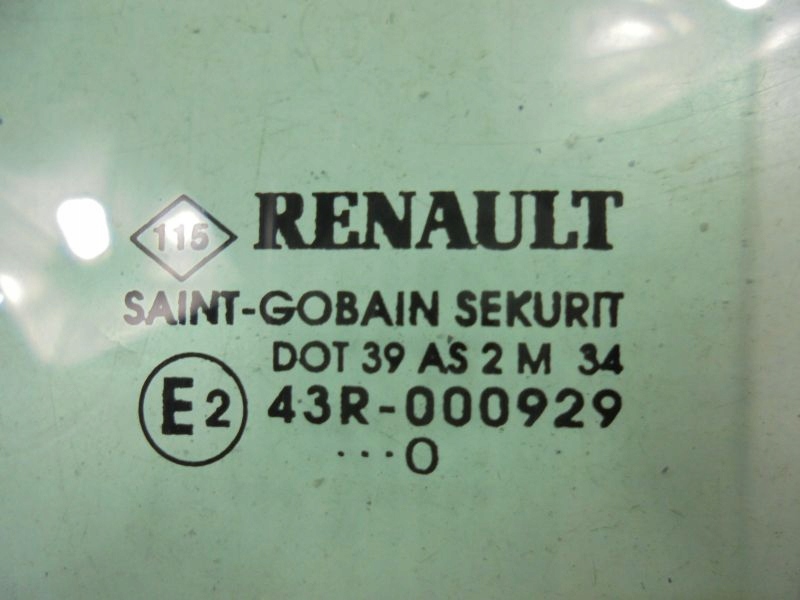 115 RENAULT
SAINT-GOBAIN SEKURIT
DOT 39 AS 2 M 34
E2 43R-000929
···O